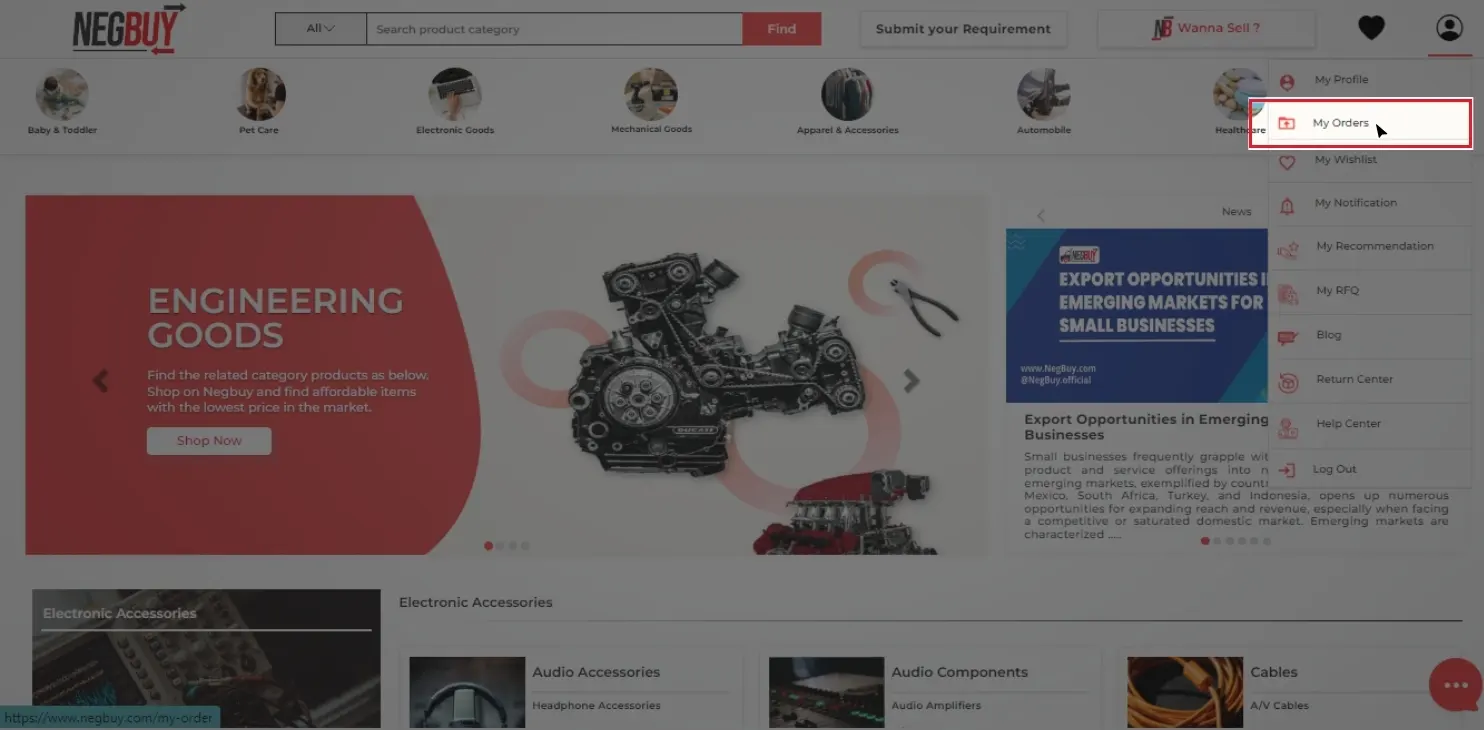 NEGBUY
All
Search product category
Find
Submit your Requirement
NB
Wanna Sell ?
Baby & Toddler
Pet Care
Electronic Goods
Mechanical Goods
Apparel & Accessories
Automobile
Healthcare
My Profile
My Orders
My Wishlist
My Notification
My Recommendation
My RFQ
Blog
Return Center
Help Center
Log Out
ENGINEERING
GOODS
Find the related category products as below.
Shop on Negbuy and find affordable items
with the lowest price in the market.
Shop Now
DUCATI
News
NEGBUY
EXPORT OPPORTUNITIES I
EMERGING MARKETS FOR
SMALL BUSINESSES
www.NegBuy.com
@NegBuy.official
Export Opportunities in Emerging
Businesses
Small businesses frequently grapple wit
product and service offerings into n
emerging markets, exemplified by countr
Mexico, South Africa, Turkey, and Indonesia, opens up numerous
opportunities for expanding reach and revenue, especially when facing
a competitive or saturated domestic market. Emerging markets are
characterized .....
Electronic Accessories
Electronic Accessories
Audio Accessories
Headphone Accessories
Audio Components
Audio Amplifiers
Cables
A/V Cables
https://www.negbuy.com/my-order